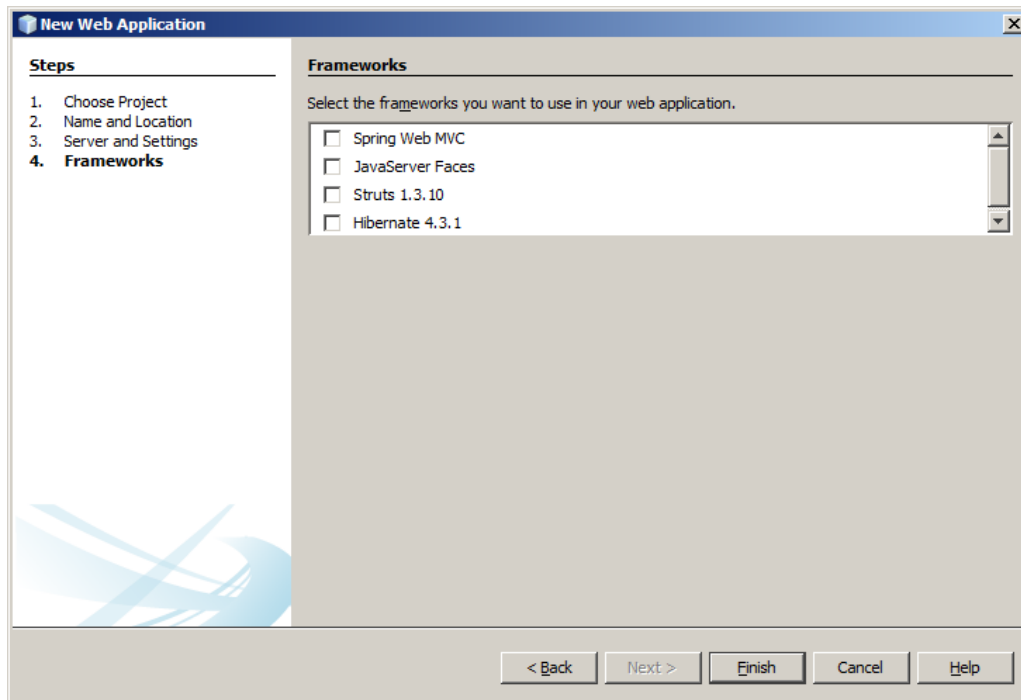 New Web Application
Steps
1. Choose Project
2. Name and Location
3. Server and Settings
4. Frameworks
Frameworks
Select the frameworks you want to use in your web application.
Spring Web MVC
JavaServer Faces
Struts 1.3.10
Hibernate 4.3.1
< Back
Next >
Finish
Cancel
Help